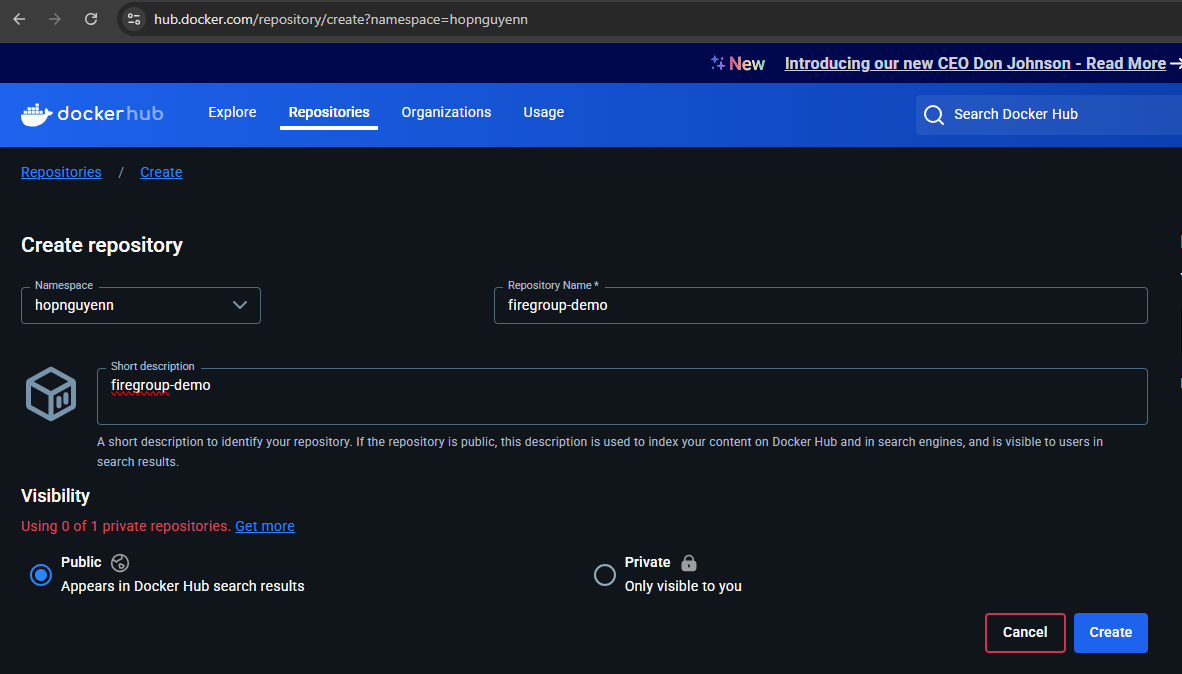 hub.docker.com/repository/create?namespace=hopnguyenn
New Introducing our new CEO Don Johnson - Read More →
dockerhub Explore Repositories Organizations Usage Search Docker Hub
Repositories / Create
Create repository
Namespace
hopnguyenn
Repository Name *
firegroup-demo
Short description
firegroup-demo
A short description to identify your repository. If the repository is public, this description is used to index your content on Docker Hub and in search engines, and is visible to users in
search results.
Visibility
Using 0 of 1 private repositories. Get more
Public
Appears in Docker Hub search results
Private
Only visible to you
Cancel Create